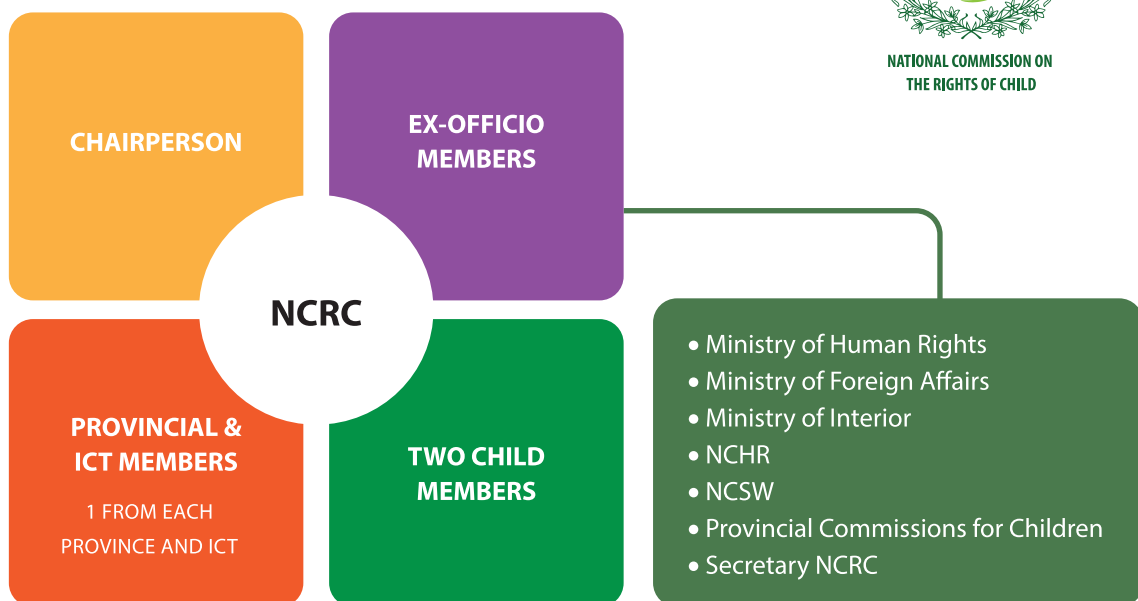 NATIONAL COMMISSION ON
THE RIGHTS OF CHILD
CHAIRPERSON
EX-OFFICIO
MEMBERS
NCRC
PROVINCIAL &
ICT MEMBERS
1 FROM EACH
PROVINCE AND ICT
TWO CHILD
MEMBERS
• Ministry of Human Rights
• Ministry of Foreign Affairs
• Ministry of Interior
• NCHR
• NCSW
• Provincial Commissions for Children
• Secretary NCRC